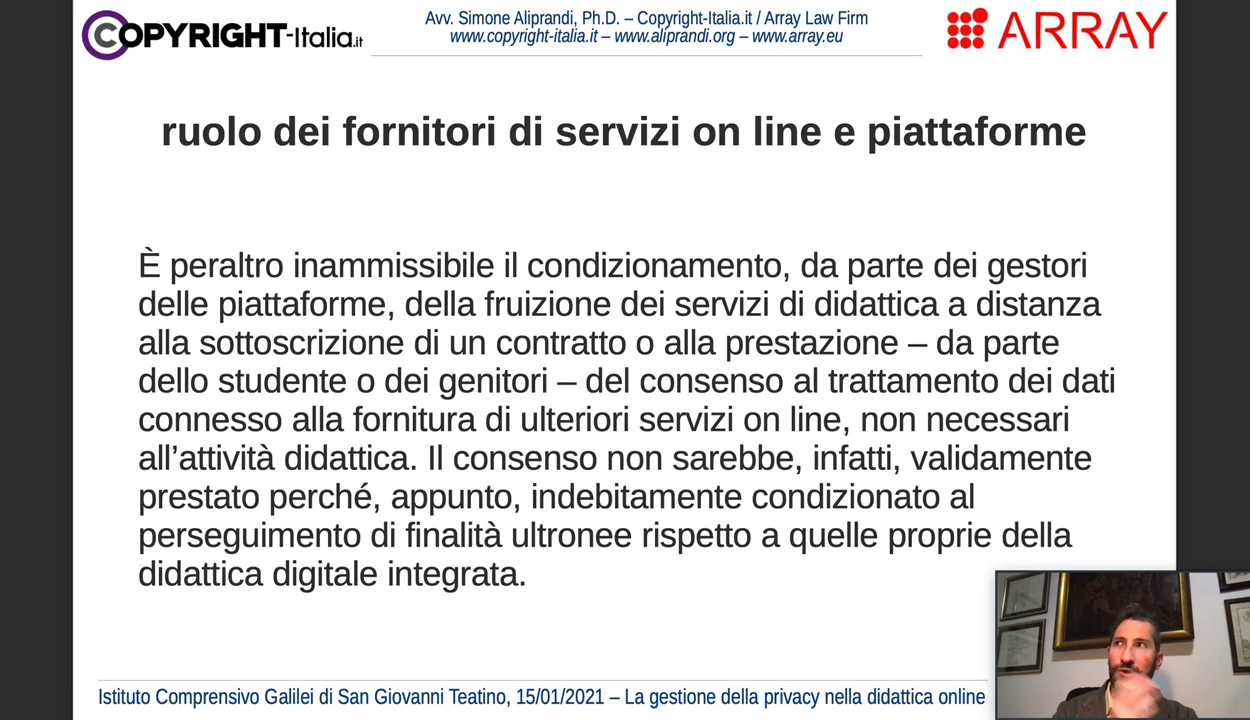 COPYRIGHT-Italia.it
Avv. Simone Aliprandi, Ph.D. – Copyright-Italia.it / Array Law Firm
www.copyright-italia.it – www.aliprandi.org – www.array.eu
ARRAY
ruolo dei fornitori di servizi on line e piattaforme
È peraltro inammissibile il condizionamento, da parte dei gestori
delle piattaforme, della fruizione dei servizi di didattica a distanza
alla sottoscrizione di un contratto o alla prestazione – da parte
dello studente o dei genitori – del consenso al trattamento dei dati
connesso alla fornitura di ulteriori servizi on line, non necessari
all’attività didattica. Il consenso non sarebbe, infatti, validamente
prestato perché, appunto, indebitamente condizionato al
perseguimento di finalità ultronee rispetto a quelle proprie della
didattica digitale integrata.
Istituto Comprensivo Galilei di San Giovanni Teatino, 15/01/2021 – La gestione della privacy nella didattica online